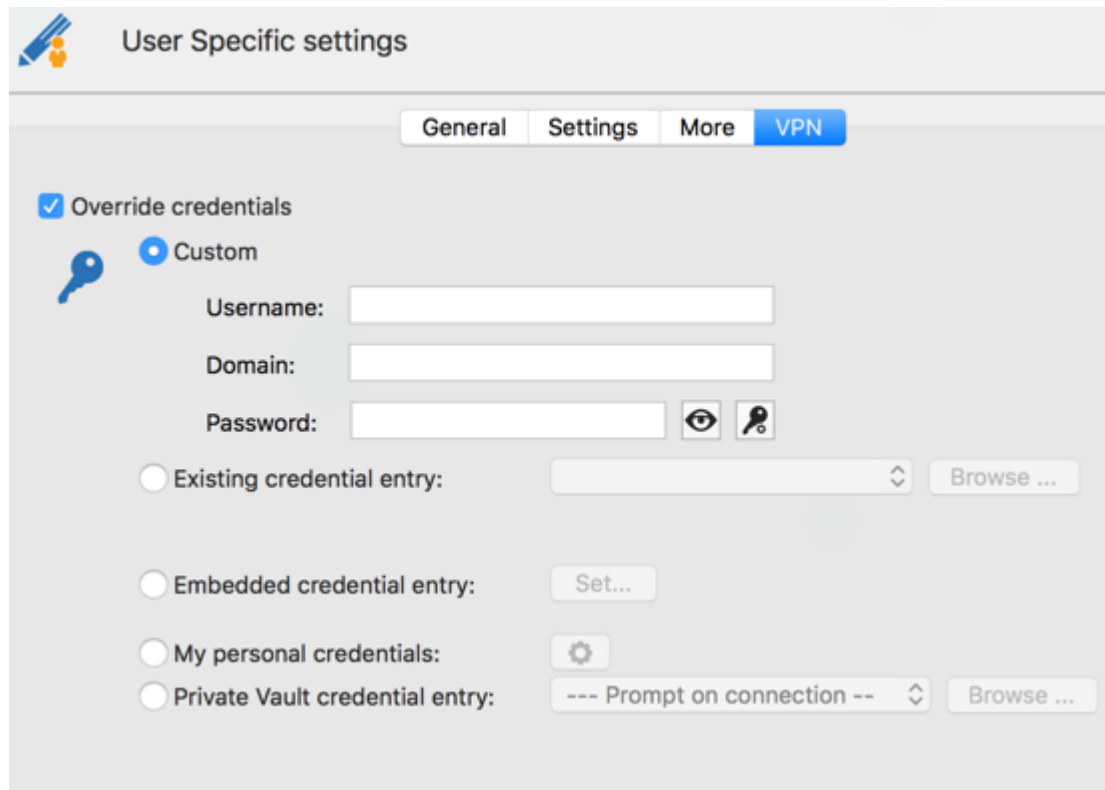 User Specific settings
General Settings More VPN
Override credentials
Custom
Username:
Domain:
Password:
Existing credential entry: Browse ...
Embedded credential entry: Set...
My personal credentials:
Private Vault credential entry: --- Prompt on connection -- Browse ...